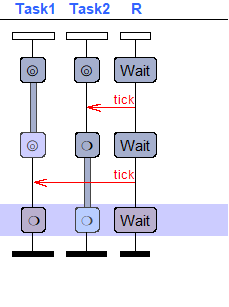 Task1 Task2 R
◎ ◎ Wait
tick
◎ ❍ Wait
tick
❍ ❍ Wait